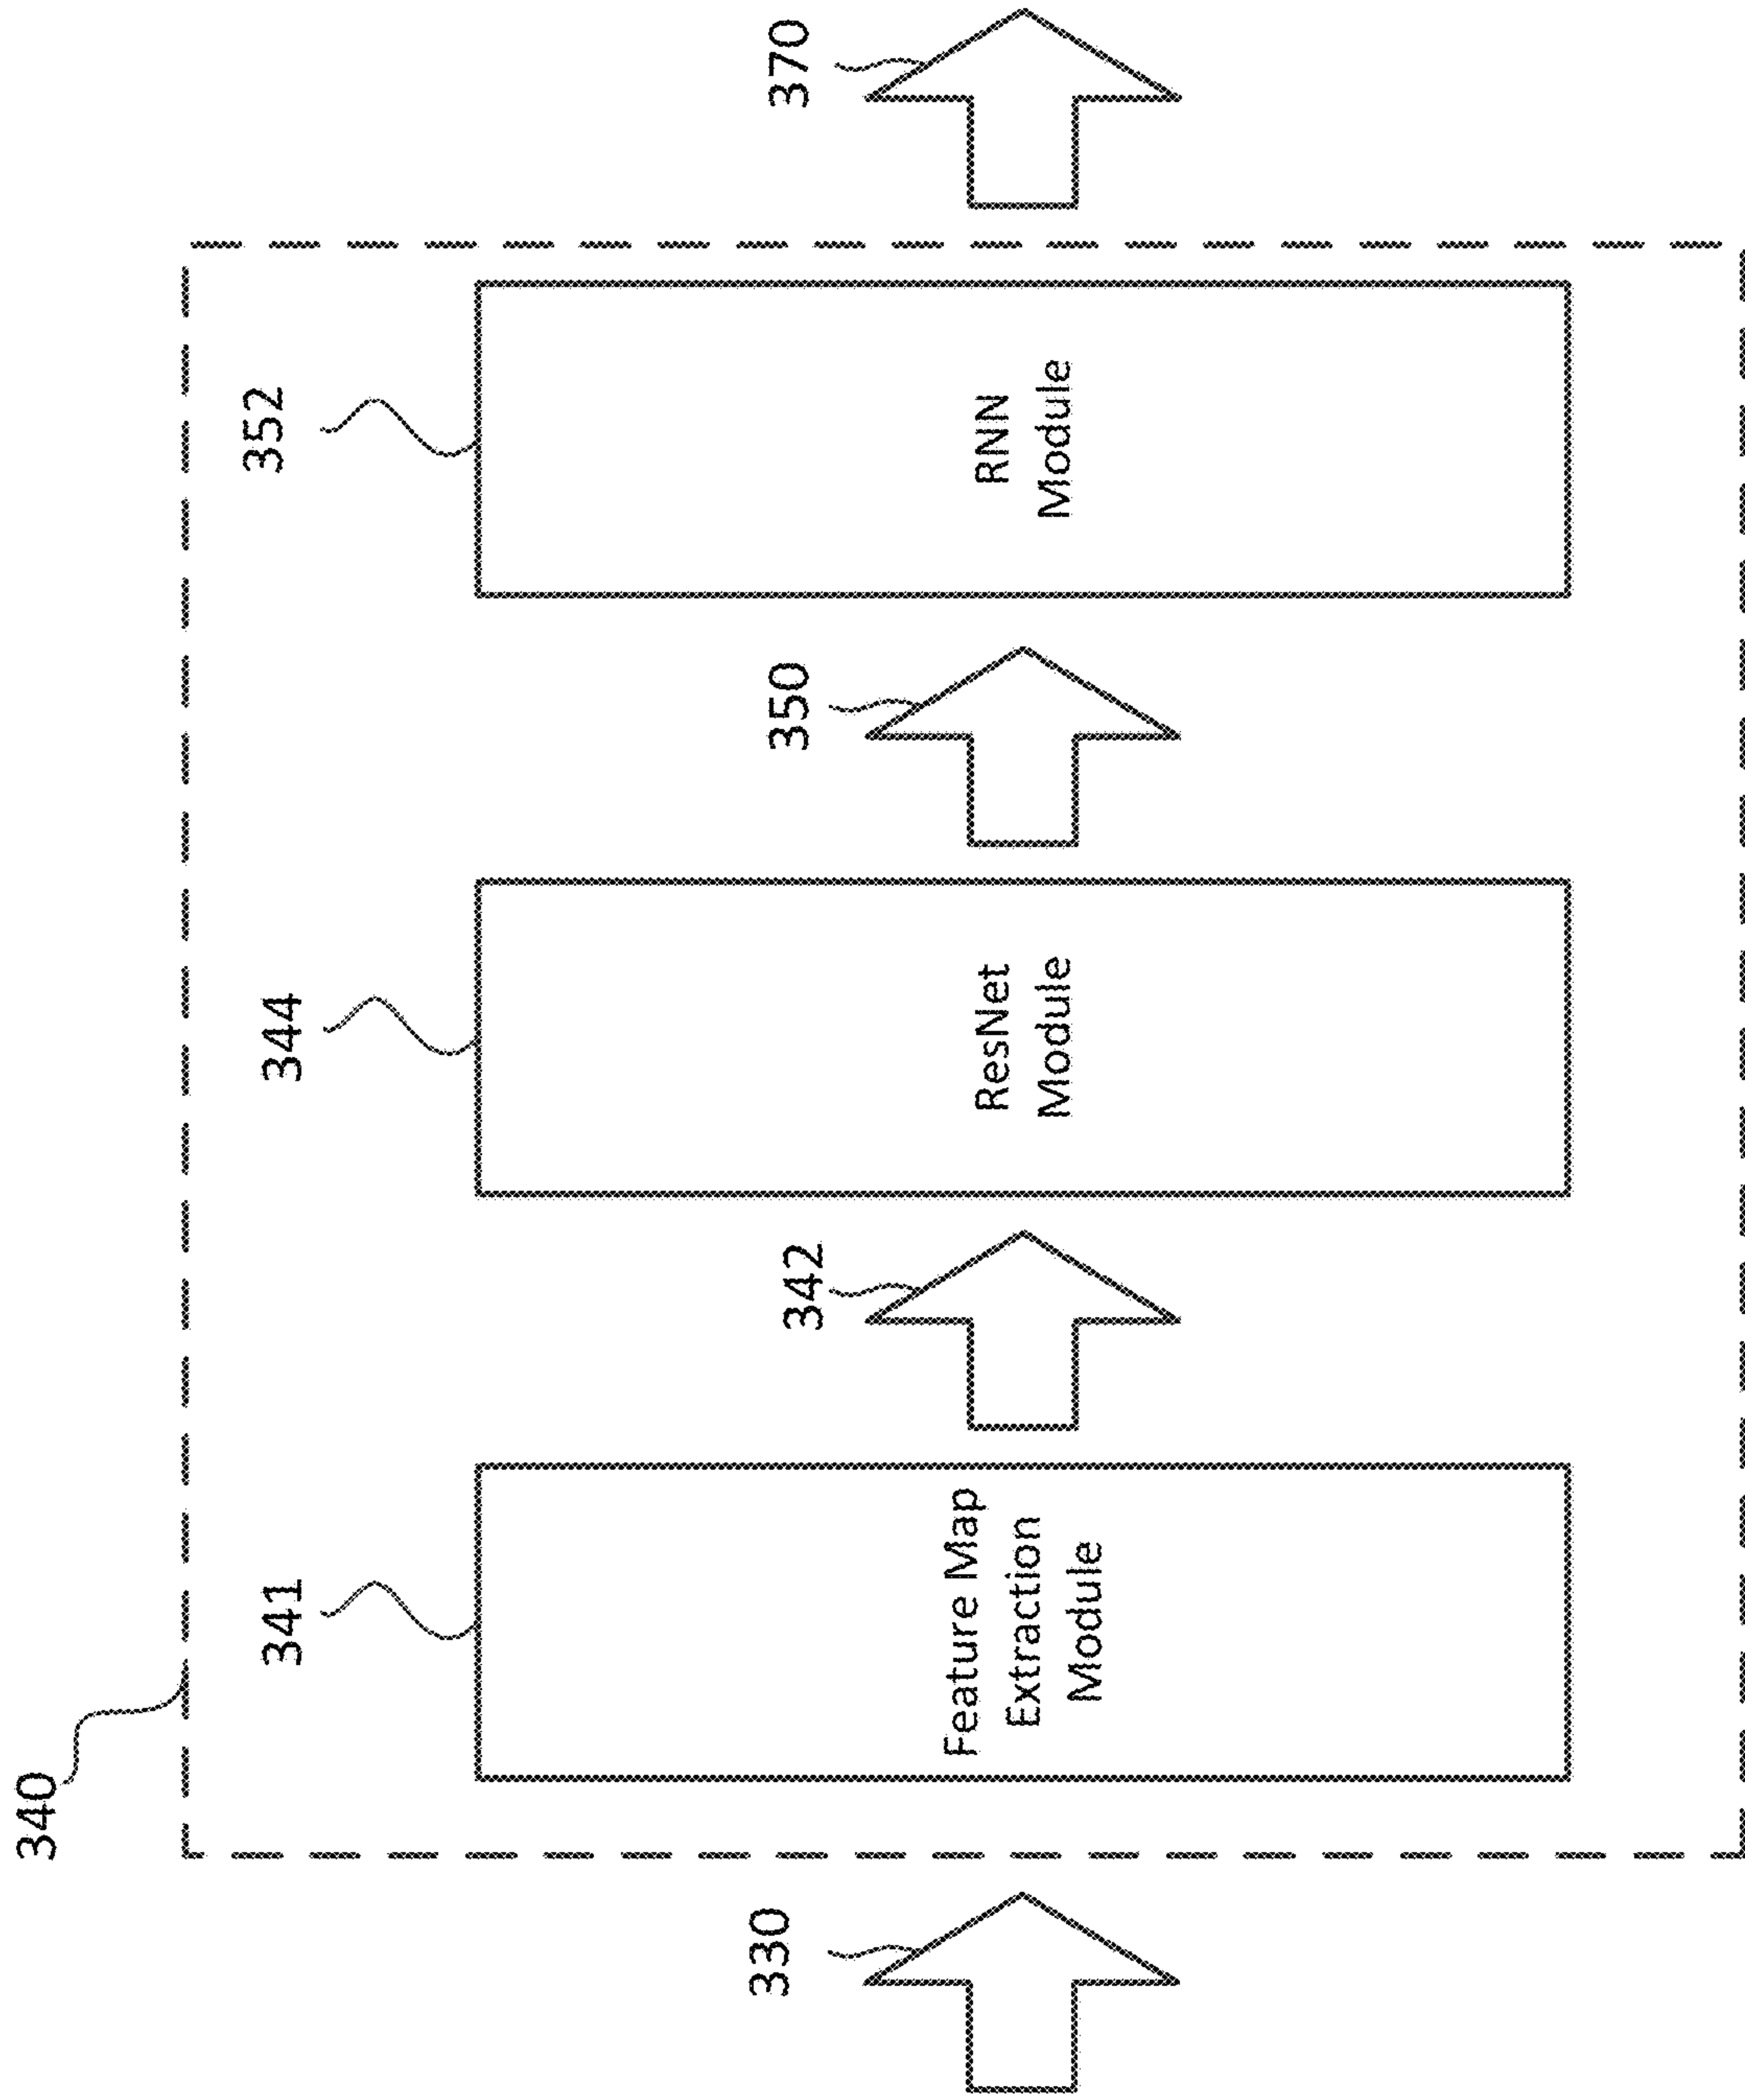 340
341
344
352
330
342
350
370
Feature Map
Extraction
Module
ResNet
Module
RNN
Module